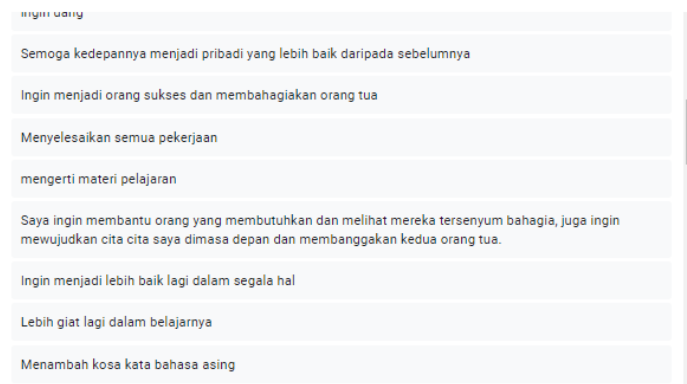 ingin uang
Semoga kedepannya menjadi pribadi yang lebih baik daripada sebelumnya
Ingin menjadi orang sukses dan membahagiakan orang tua
Menyelesaikan semua pekerjaan
mengerti materi pelajaran
Saya ingin membantu orang yang membutuhkan dan melihat mereka tersenyum bahagia, juga ingin
mewujudkan cita cita saya dimasa depan dan membanggakan kedua orang tua.
Ingin menjadi lebih baik lagi dalam segala hal
Lebih giat lagi dalam belajarnya
Menambah kosa kata bahasa asing